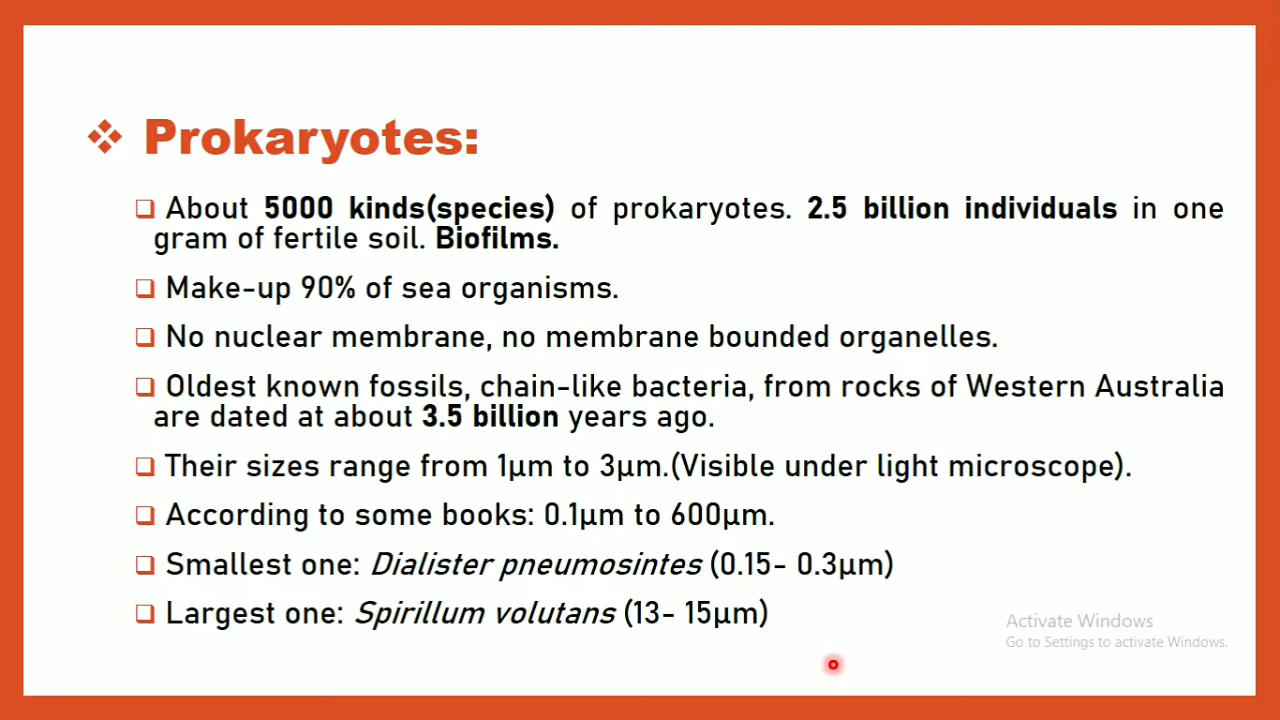 ❖ Prokaryotes:
❑ About 5000 kinds(species) of prokaryotes. 2.5 billion individuals in one
gram of fertile soil. Biofilms.
❑ Make-up 90% of sea organisms.
❑ No nuclear membrane, no membrane bounded organelles.
❑ Oldest known fossils, chain-like bacteria, from rocks of Western Australia
are dated at about 3.5 billion years ago.
❑ Their sizes range from 1µm to 3µm.(Visible under light microscope).
❑ According to some books: 0.1µm to 600µm.
❑ Smallest one: Dialister pneumosintes (0.15- 0.3µm)
❑ Largest one: Spirillum volutans (13- 15µm)
Activate Windows
Go to Settings to activate Windows.